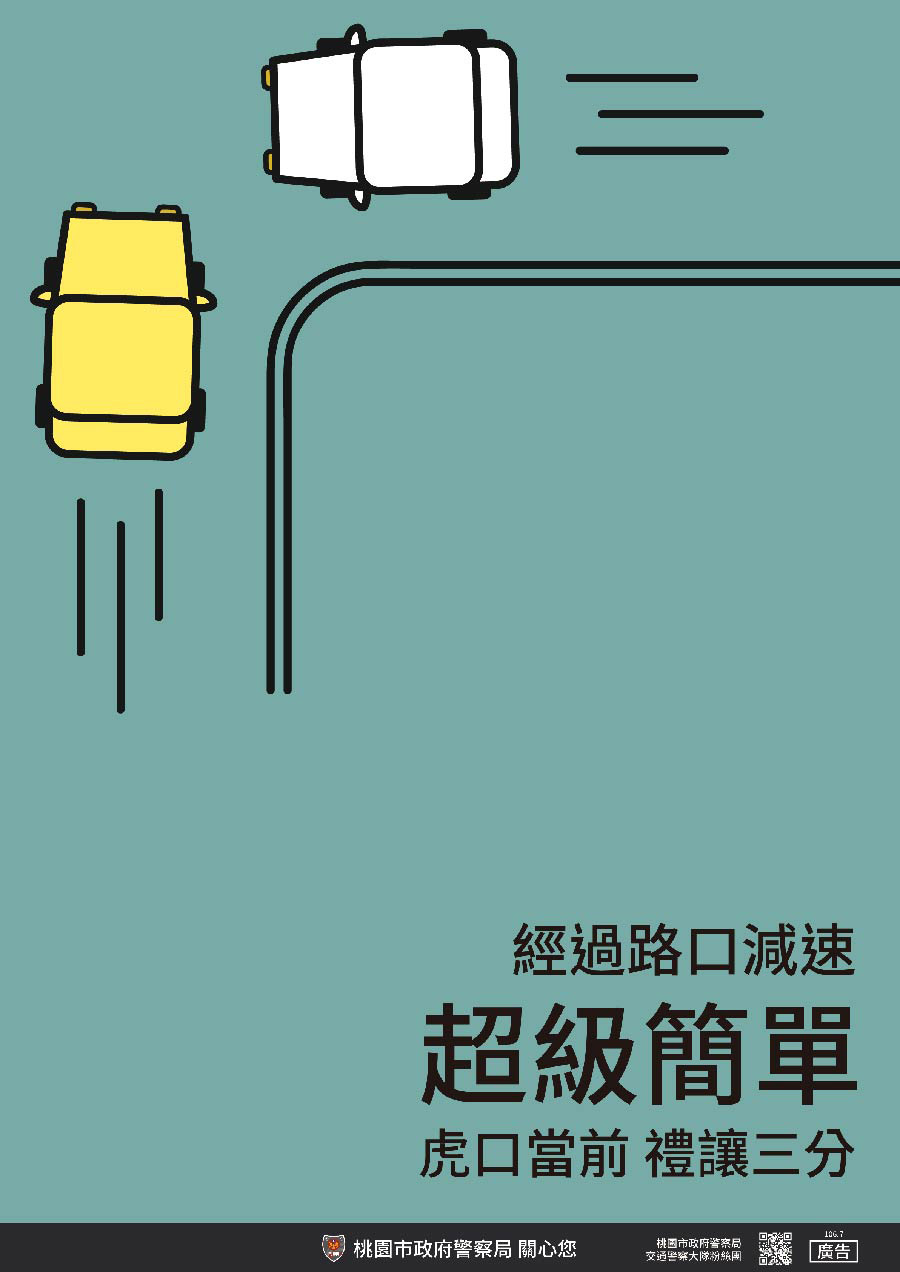 經過路口減速
超級簡單
虎口當前 禮讓三分
桃園市政府警察局 關心您
桃園市政府警察局
交通警察大隊粉絲團
106.7
廣告